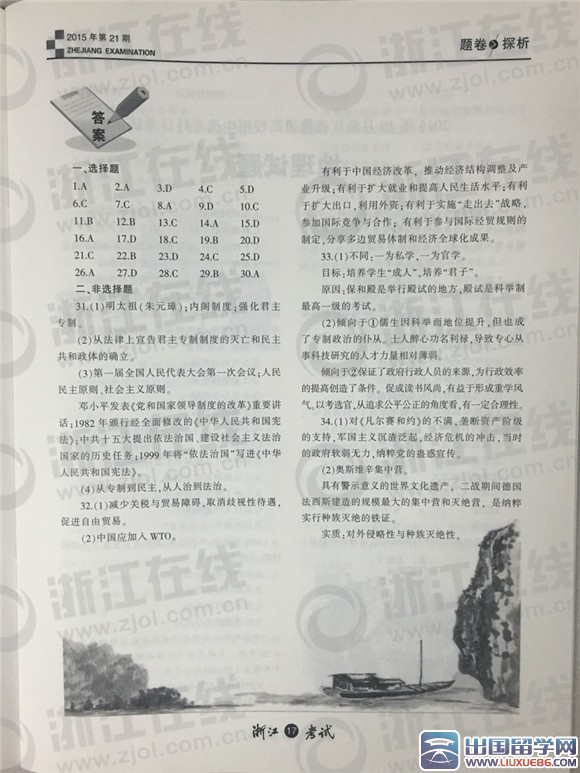 2015年第21期
ZHEJIANG EXAMINATION
题卷 探析
答案
一、选择题
1.A 2.A 3.D 4.C 5.D
6.C 7.C 8.A 9.D 10.C
11.B 12.B 13.C 14.A 15.D
16.A 17.D 18.C 19.B 20.D
21.C 22.B 23.D 24.C 25.D
26.A 27.D 28.C 29.B 30.A
二、非选择题
31.(1)明太祖(朱元璋);内阁制度;强化君主
专制。
(2)从法律上宣告君主专制制度的灭亡和民主
共和政体的确立。
(3)第一届全国人民代表大会第一次会议;人民
民主原则、社会主义原则。
邓小平发表《党和国家领导制度的改革》重要讲
话;1982年颁行经全面修改的《中华人民共和国宪
法》;中共十五大提出依法治国,建设社会主义法治
国家的历史任务;1999年将“依法治国”写进《中华
人民共和国宪法》。
(4)从专制到民主,从人治到法治。
32.(1)减少关税与贸易障碍,取消歧视性待遇,
促进自由贸易。
(2)中国应加入WTO。
有利于中国经济改革,推动经济结构调整及产
业升级;有利于扩大就业和提高人民生活水平;有利
于扩大出口,利用外资;有利于实施“走出去”战略,
参加国际竞争与合作;有利于参与国际经贸规则的
制定,分享多边贸易体制和经济全球化成果。
33.(1)不同:一为私学,一为官学。
目标:培养学生“成人”,培养“君子”。
原因:保和殿是举行殿试的地方,殿试是科举制
最高一级的考试。
(2)倾向于①儒生因科举而地位提升,但也成
了专制政治的仆从。士人醉心功名利禄,导致专心从
事科技研究的人才力量相对薄弱。
倾向于②保证了政府行政人员的来源,为行政效率
的提高创造了条件。促成读书风尚,有益于形成重学风
气。以考选官,从追求公平公正的角度看,有一定合理性。
34.(1)对《凡尔赛和约》的不满,垄断资产阶级
的支持,军国主义沉渣泛起,经济危机的冲击,当时
的政府软弱无力,纳粹党的蛊惑宣传。
(2)奥斯维辛集中营。
具有警示意义的世界文化遗产,二战期间德国
法西斯建造的规模最大的集中营和灭绝营,是纳粹
实行种族灭绝的铁证。
实质:对外侵略性与种族灭绝性。
浙江 17 考试
浙江在线
www.zjol.com.cn
出国留学网
www.liuxue86.com